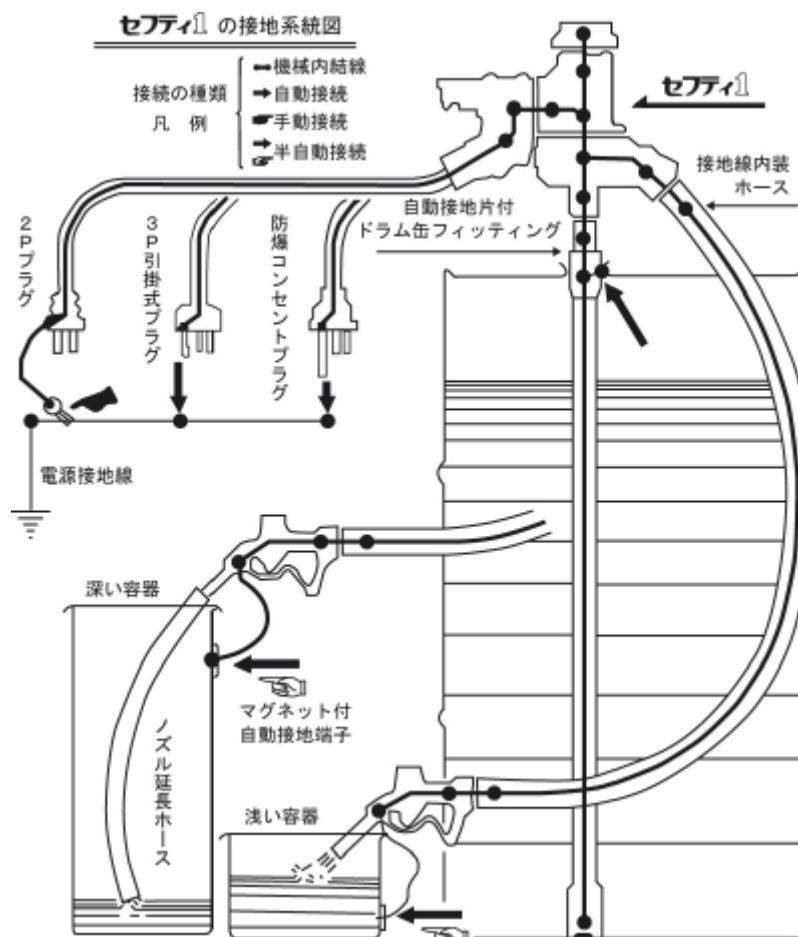 セフティ1 の接地系統図
接続の種類
凡 例
機械内結線
自動接続
手動接続
半自動接続
セフティ1
接地線内装
ホース
自動接地片付
ドラム缶フィッティング
2Pプラグ
3P引掛式プラグ
防爆コンセントプラグ
電源接地線
深い容器
マグネット付
自動接地端子
ノズル延長ホース
浅い容器